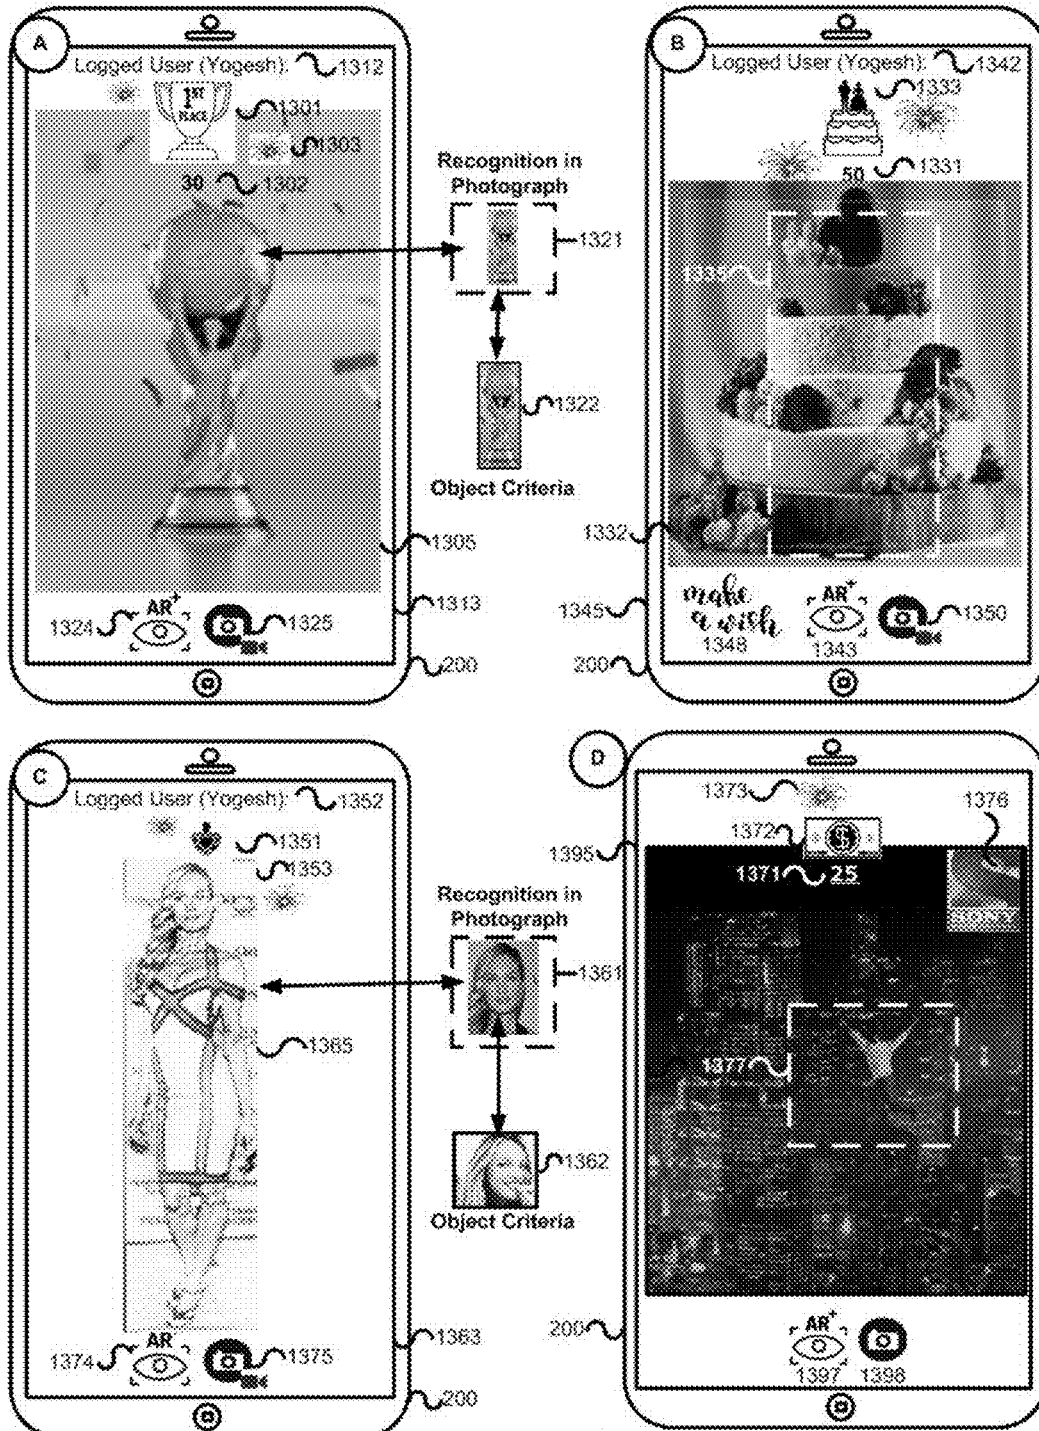 A
Logged User (Yogesh): 1312
1ST
PLACE
1301
1303
30 1302
1305
1324 AR+ 1325
1313
200
Recognition in
Photograph
1321
1322
Object Criteria
B
Logged User (Yogesh): 1342
1333
50 1331
1335
1332
1345
make
a wish
1348
AR+
1343
1350
200
C
Logged User (Yogesh): 1352
1351
1353
1365
1374 AR 1375
1363
200
Recognition in
Photograph
1361
1362
Object Criteria
D
1373
1372 $
1376
1395
1371 25
SONY
1377
200
AR+
1397 1398